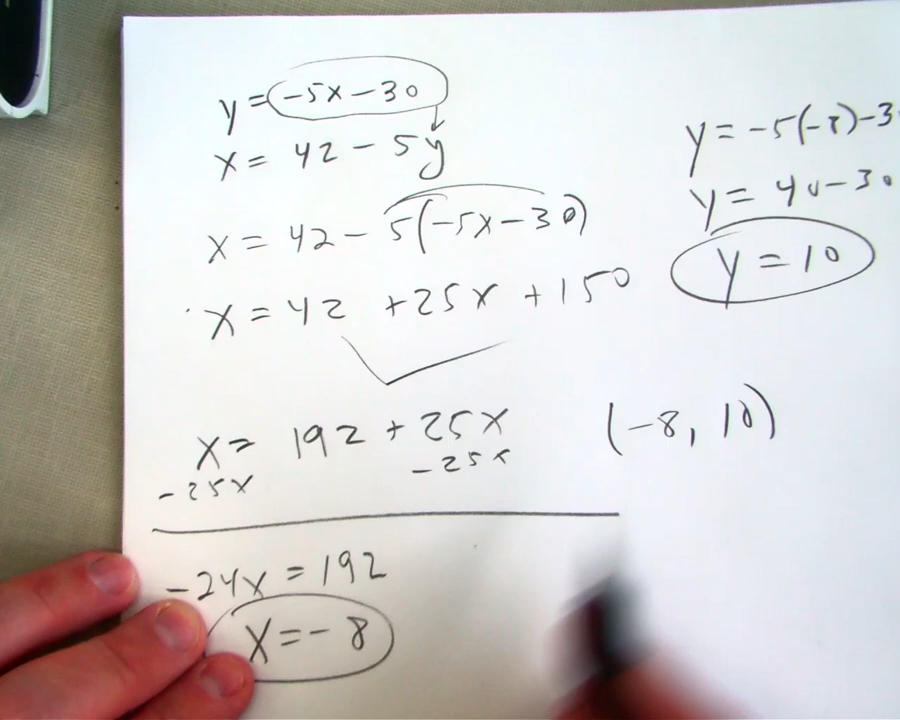 y = -5x - 30
x = 42 - 5y
x = 42 - 5(-5x - 30)
x = 42 + 25x + 150
x = 192 + 25x
-25x -25x
-24x = 192
x = -8
y = -5(-8) - 3
y = 40 - 30
y = 10
(-8, 10)